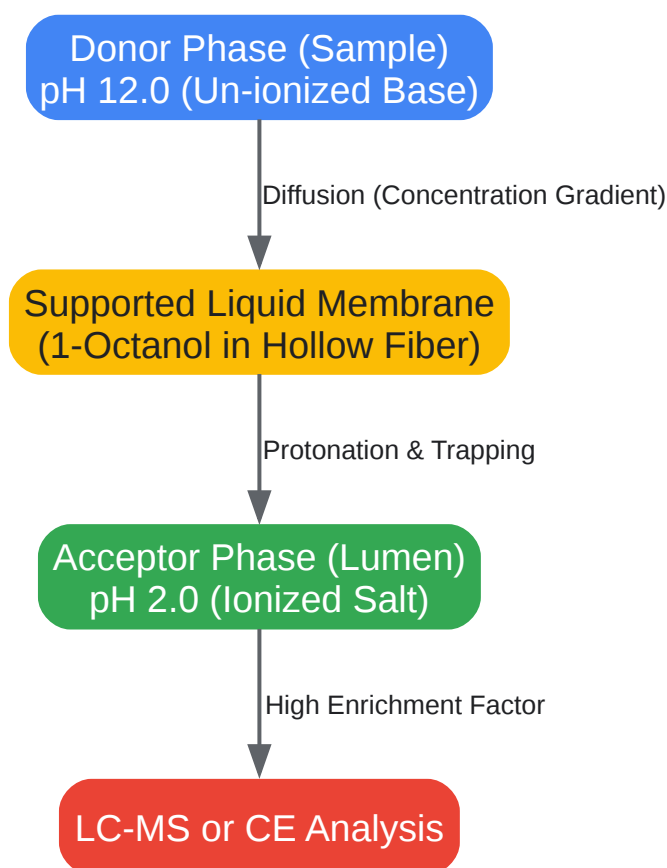 Donor Phase (Sample)
pH 12.0 (Un-ionized Base)
Diffusion (Concentration Gradient)
Supported Liquid Membrane
(1-Octanol in Hollow Fiber)
Protonation & Trapping
Acceptor Phase (Lumen)
pH 2.0 (Ionized Salt)
High Enrichment Factor
LC-MS or CE Analysis